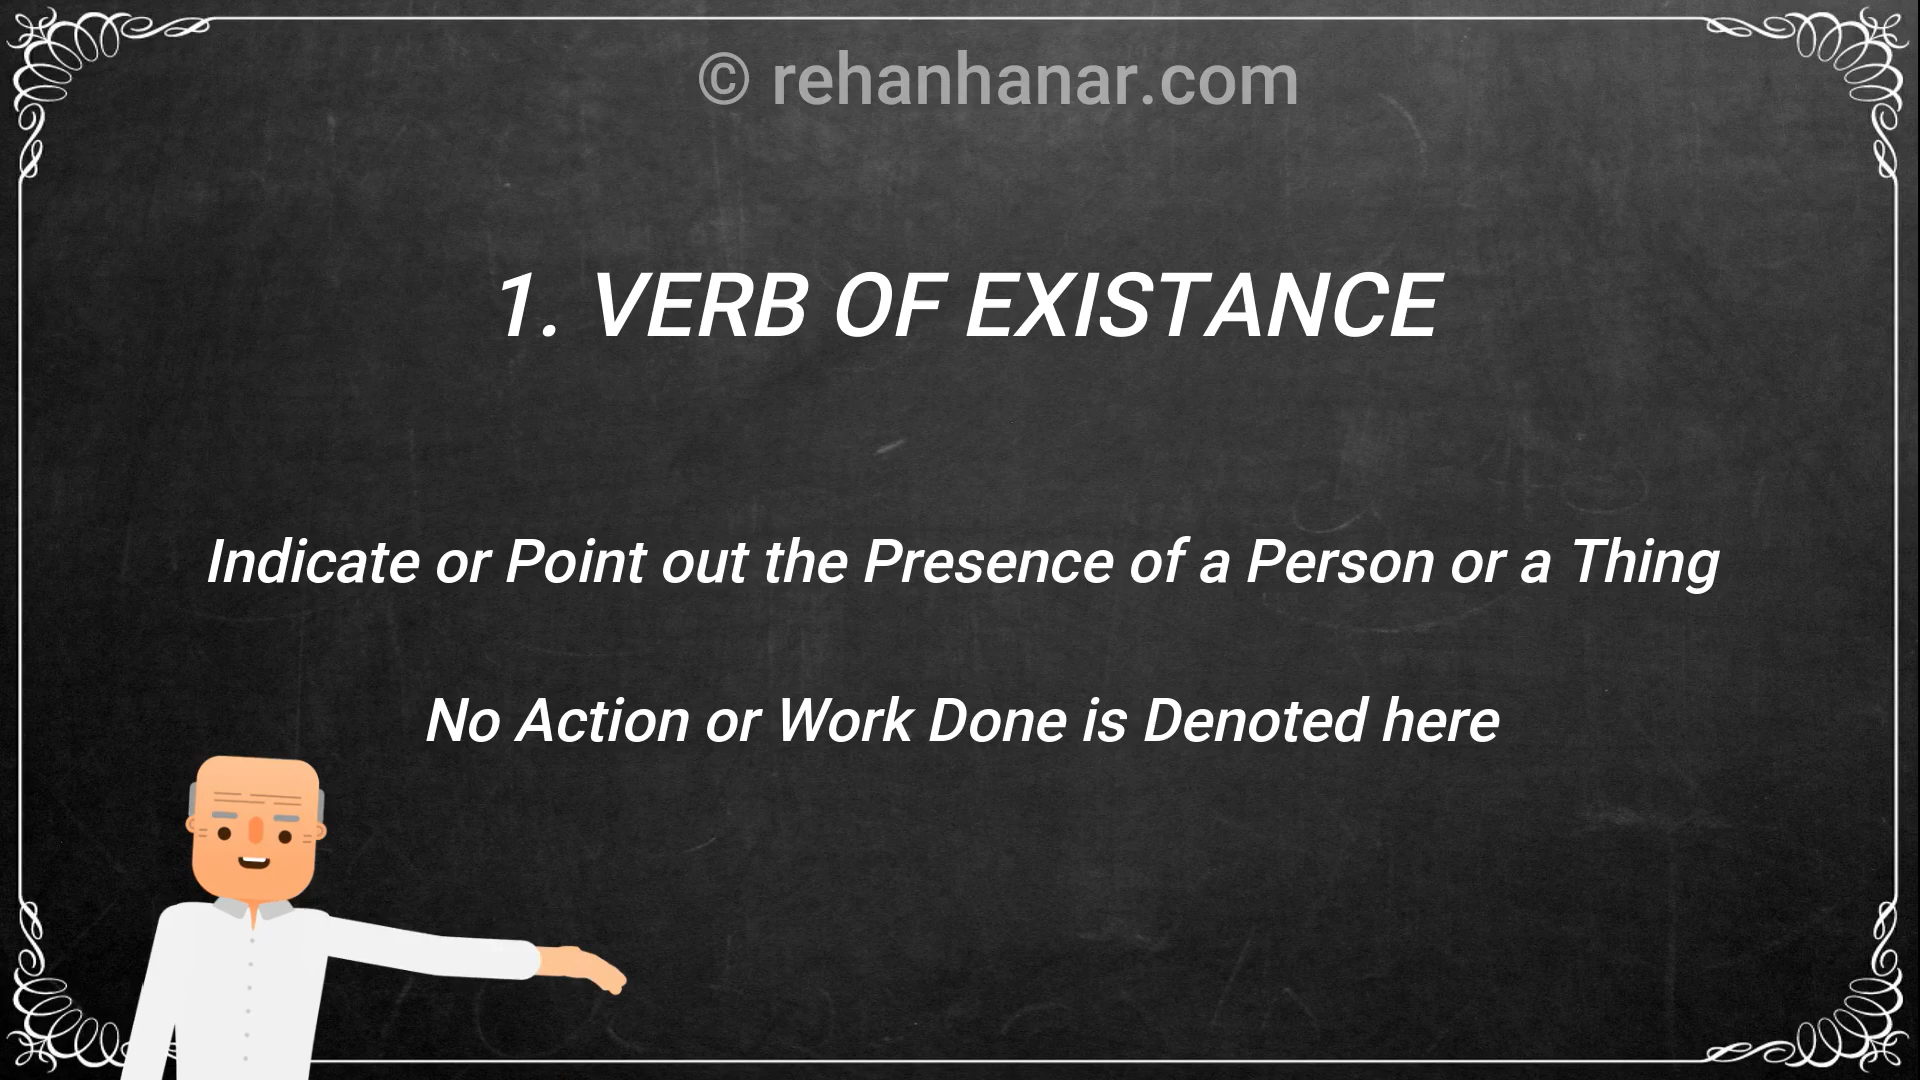 © rehanhanar.com
1. VERB OF EXISTANCE
Indicate or Point out the Presence of a Person or a Thing
No Action or Work Done is Denoted here